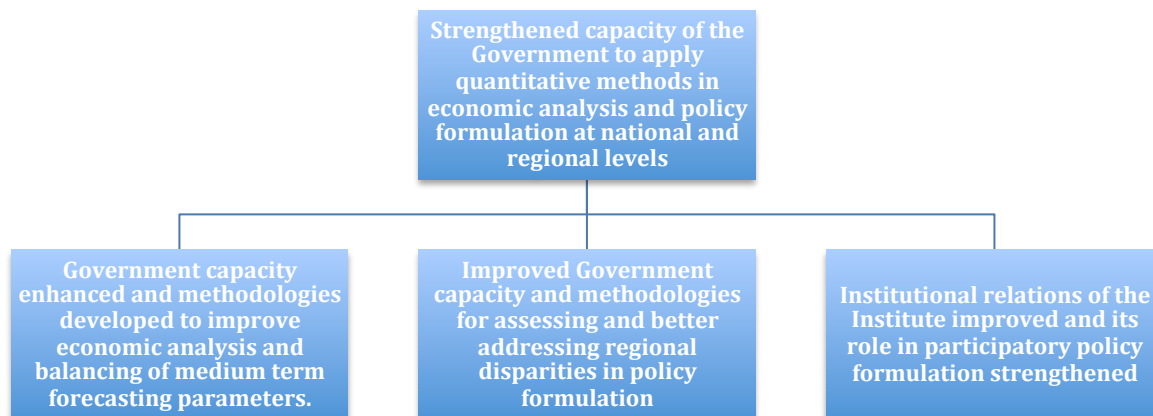 Strengthened capacity of the
Government to apply
quantitative methods in
economic analysis and policy
formulation at national and
regional levels
Government capacity
enhanced and methodologies
developed to improve
economic analysis and
balancing of medium term
forecasting parameters.
Improved Government
capacity and methodologies
for assessing and better
addressing regional
disparities in policy
formulation
Institutional relations of the
Institute improved and its
role in participatory policy
formulation strengthened